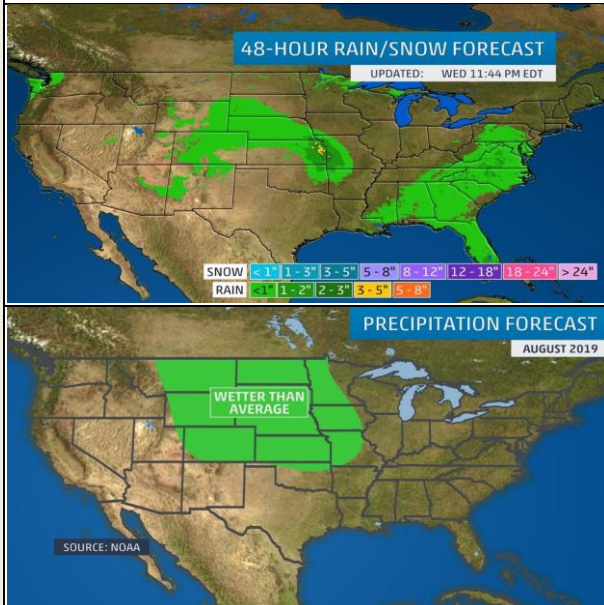 48-HOUR RAIN/SNOW FORECAST
UPDATED: WED 11:44 PM EDT
SNOW <1" 1 - 3" 3 - 5" 5 - 8" 8 - 12" 12 - 18" 18 - 24" > 24"
RAIN <1" 1 - 2" 2 - 3" 3 - 5" 5 - 8"
PRECIPITATION FORECAST
AUGUST 2019
WETTER THAN
AVERAGE
SOURCE: NOAA